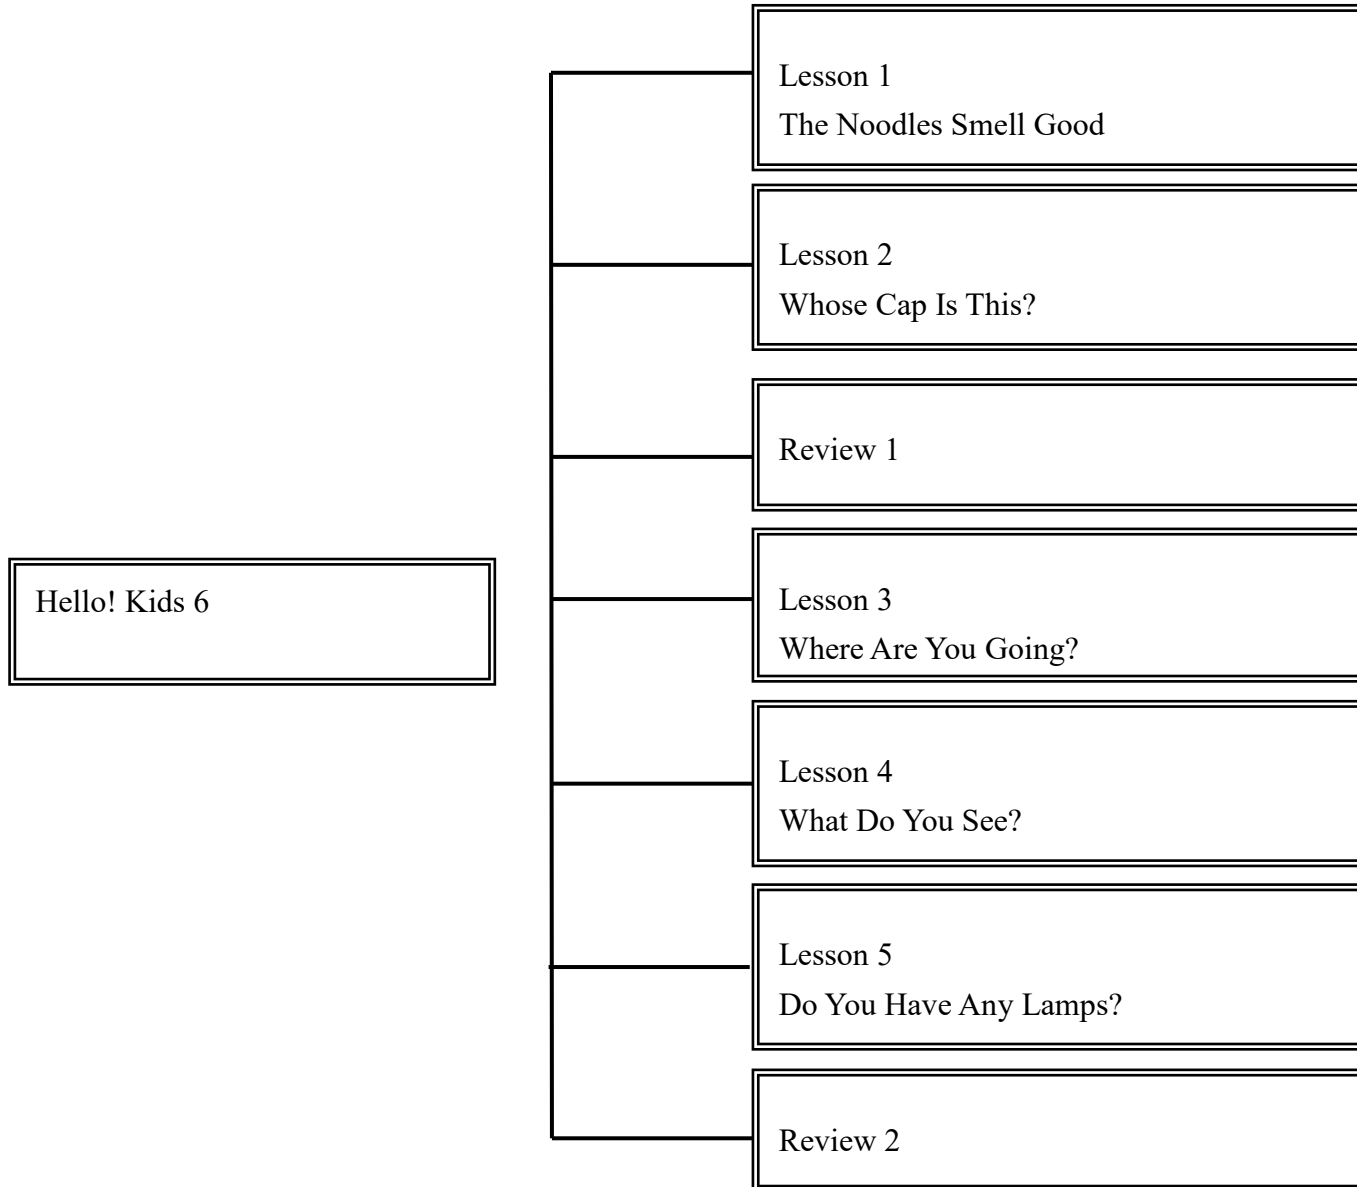 Hello! Kids 6
Lesson 1
The Noodles Smell Good
Lesson 2
Whose Cap Is This?
Review 1
Lesson 3
Where Are You Going?
Lesson 4
What Do You See?
Lesson 5
Do You Have Any Lamps?
Review 2